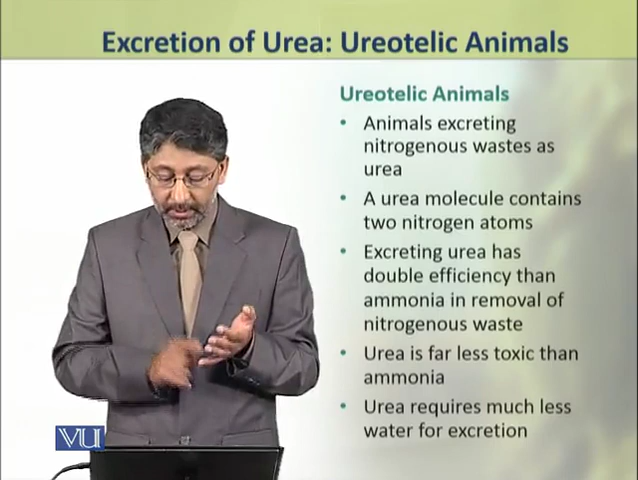 Excretion of Urea: Ureotelic Animals
Ureotelic Animals
• Animals excreting
nitrogenous wastes as
urea
• A urea molecule contains
two nitrogen atoms
• Excreting urea has
double efficiency than
ammonia in removal of
nitrogenous waste
• Urea is far less toxic than
ammonia
• Urea requires much less
water for excretion
VU